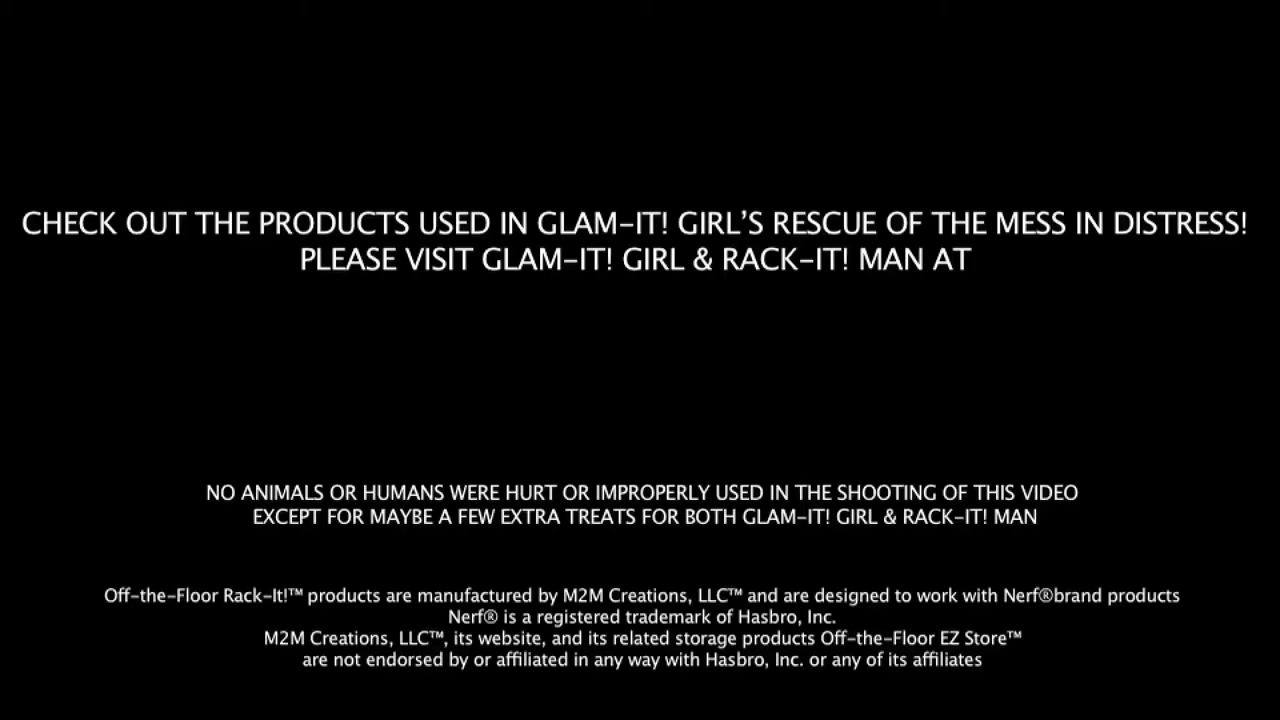 CHECK OUT THE PRODUCTS USED IN GLAM-IT! GIRL’S RESCUE OF THE MESS IN DISTRESS!
PLEASE VISIT GLAM-IT! GIRL & RACK-IT! MAN AT
NO ANIMALS OR HUMANS WERE HURT OR IMPROPERLY USED IN THE SHOOTING OF THIS VIDEO
EXCEPT FOR MAYBE A FEW EXTRA TREATS FOR BOTH GLAM-IT! GIRL & RACK-IT! MAN
Off-the-Floor Rack-It!™ products are manufactured by M2M Creations, LLC™ and are designed to work with Nerf®brand products
Nerf® is a registered trademark of Hasbro, Inc.
M2M Creations, LLC™, its website, and its related storage products Off-the-Floor EZ Store™
are not endorsed by or affiliated in any way with Hasbro, Inc. or any of its affiliates